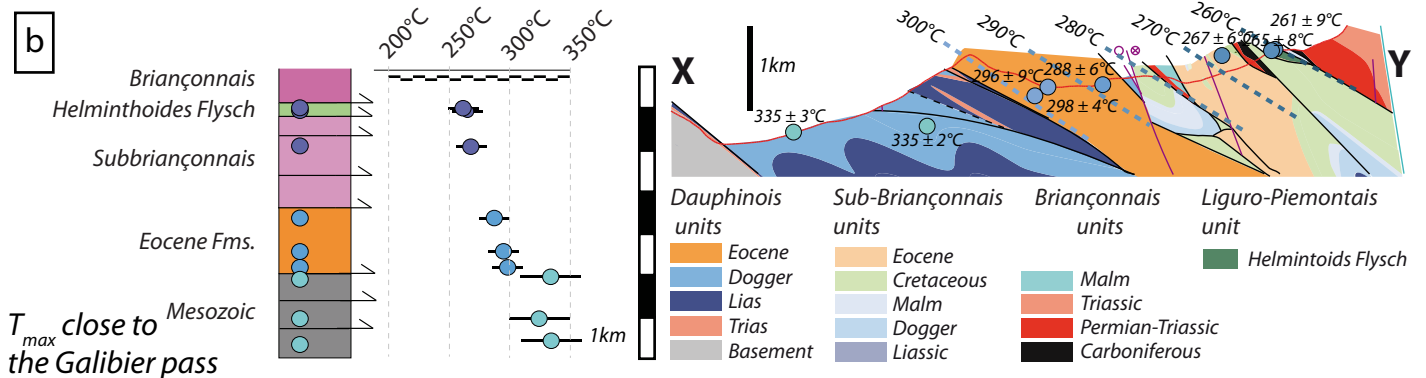 b
200°C
250°C
300°C
350°C
Briançonnais
Helminthoides Flysch
Subbriançonnais
Eocene Fms.
Mesozoic
T max close to
the Galibier pass
1km
X
1km
Y
300°C
290°C
280°C
270°C
260°C
261 ± 9°C
267 ± 6°C
265 ± 8°C
296 ± 9°C
288 ± 6°C
298 ± 4°C
335 ± 3°C
335 ± 2°C
Dauphinois
units
Eocene
Dogger
Lias
Trias
Basement
Sub-Briançonnais
units
Eocene
Cretaceous
Malm
Dogger
Liassic
Briançonnais
units
Malm
Triassic
Permian-Triassic
Carboniferous
Liguro-Piemontais
unit
Helmintoids Flysch